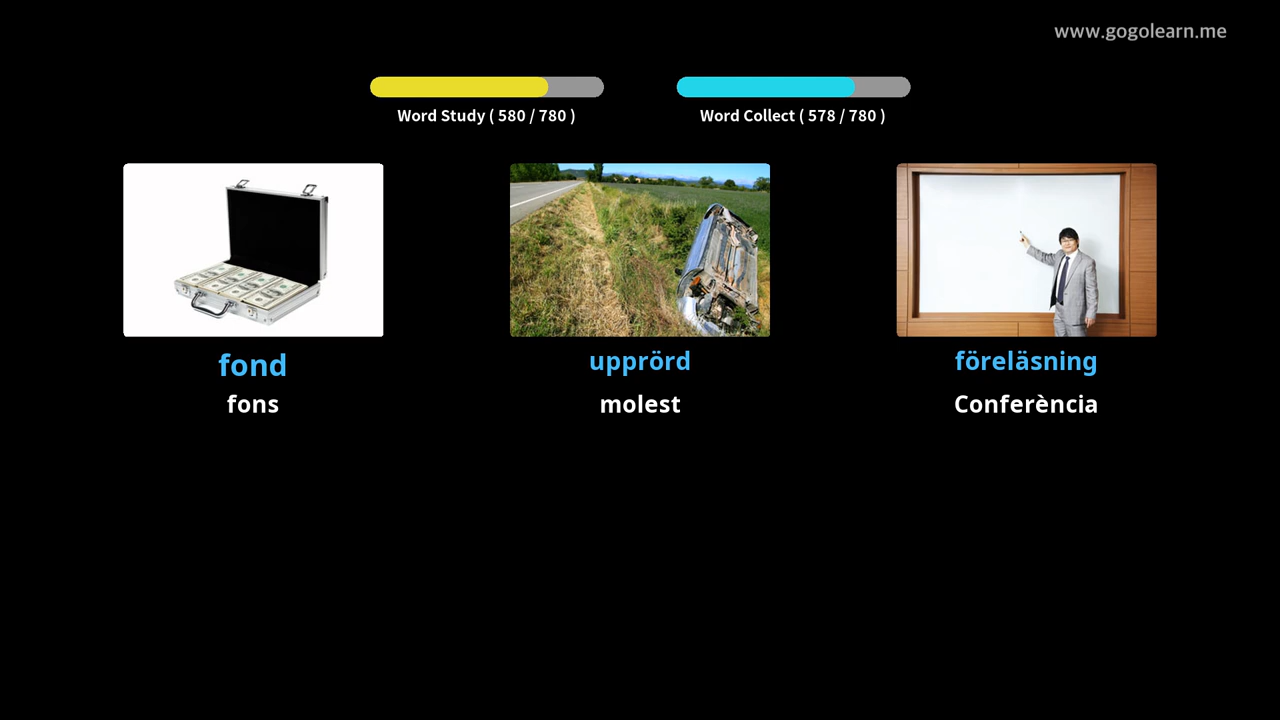 www.gogolearn.me
Word Study ( 580 / 780 )
Word Collect ( 578 / 780 )
fond
fons
upprörd
molest
föreläsning
Conferència